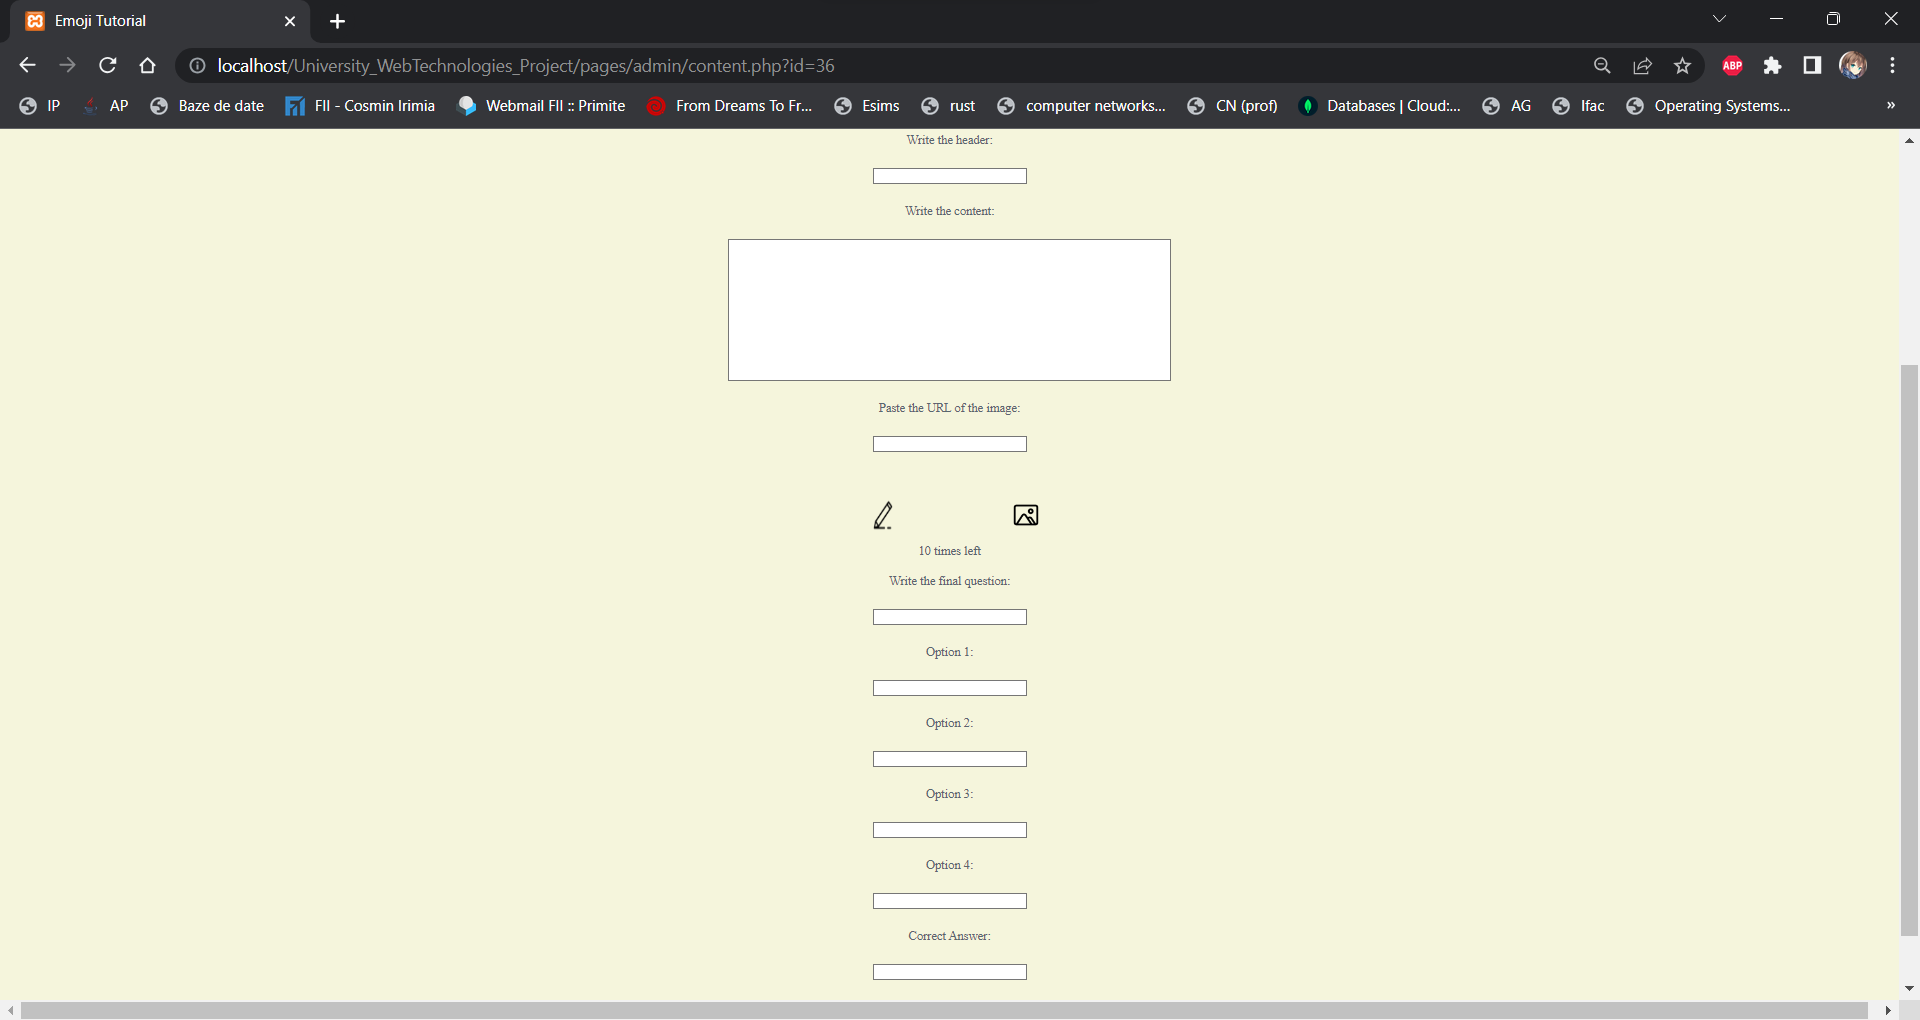 Emoji Tutorial
localhost/University_WebTechnologies_Project/pages/admin/content.php?id=36
ABP
IP AP Baze de date FII - Cosmin Irimia Webmail FII :: Primite From Dreams To Fr... Esims rust computer networks... CN (prof) Databases | Cloud:... AG Ifac Operating Systems... »
Write the header:
Write the content:
Paste the URL of the image:
10 times left
Write the final question:
Option 1:
Option 2:
Option 3:
Option 4:
Correct Answer: